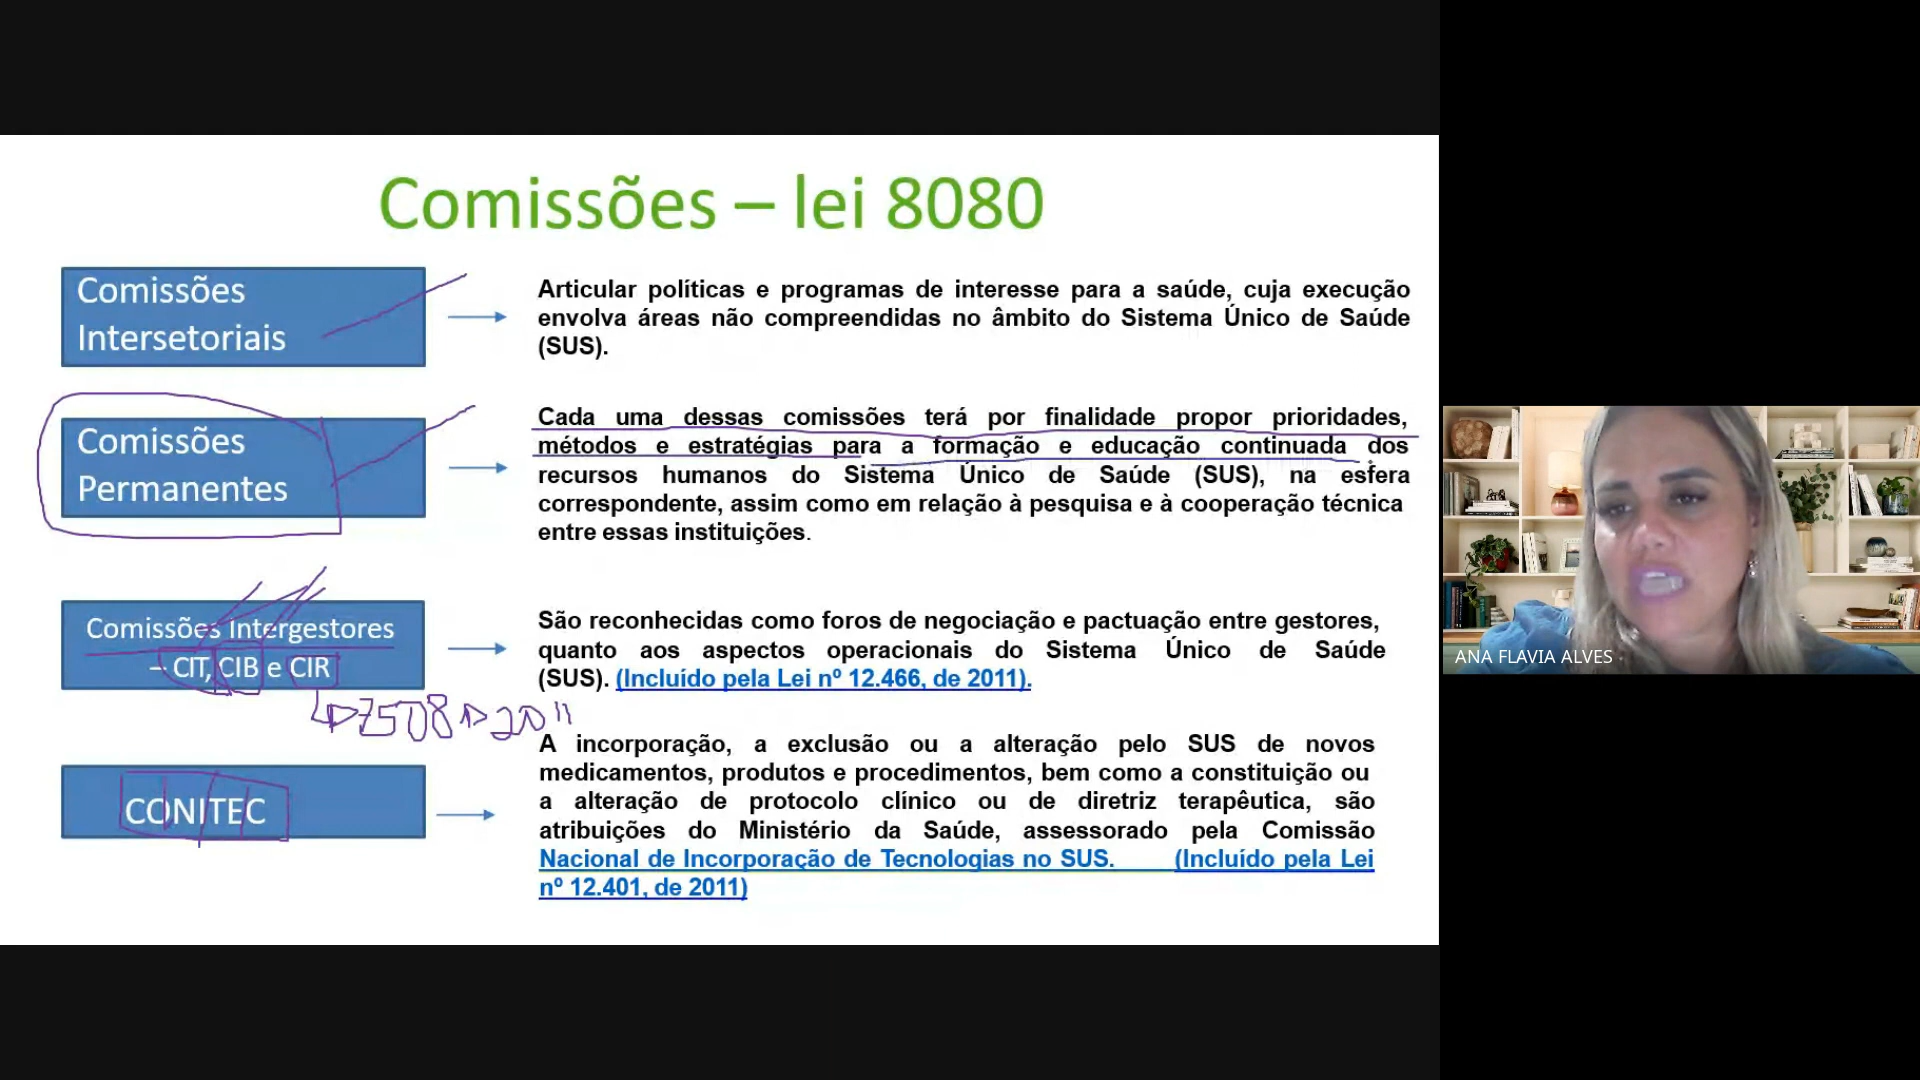 Comissões – lei 8080
Comissões
Intersetoriais
Articular políticas e programas de interesse para a saúde, cuja execução
envolva áreas não compreendidas no âmbito do Sistema Único de Saúde
(SUS).
Comissões
Permanentes
Cada uma dessas comissões terá por finalidade propor prioridades,
métodos e estratégias para a formação e educação continuada dos
recursos humanos do Sistema Único de Saúde (SUS), na esfera
correspondente, assim como em relação à pesquisa e à cooperação técnica
entre essas instituições.
Comissões Intergestores
– CIT, CIB e CIR
7508 2011
São reconhecidas como foros de negociação e pactuação entre gestores,
quanto aos aspectos operacionais do Sistema Único de Saúde
(SUS). (Incluído pela Lei nº 12.466, de 2011).
CONITEC
A incorporação, a exclusão ou a alteração pelo SUS de novos
medicamentos, produtos e procedimentos, bem como a constituição ou
a alteração de protocolo clínico ou de diretriz terapêutica, são
atribuições do Ministério da Saúde, assessorado pela Comissão
Nacional de Incorporação de Tecnologias no SUS. (Incluído pela Lei
nº 12.401, de 2011)
ANA FLAVIA ALVES